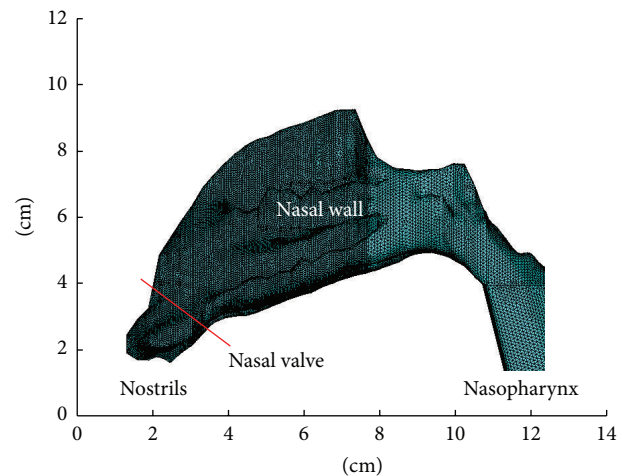 12
10
8
6
4
2
0
(cm)
Nasal wall
Nasal valve
Nostrils
Nasopharynx
0
2
4
6
8
10
12
14
(cm)